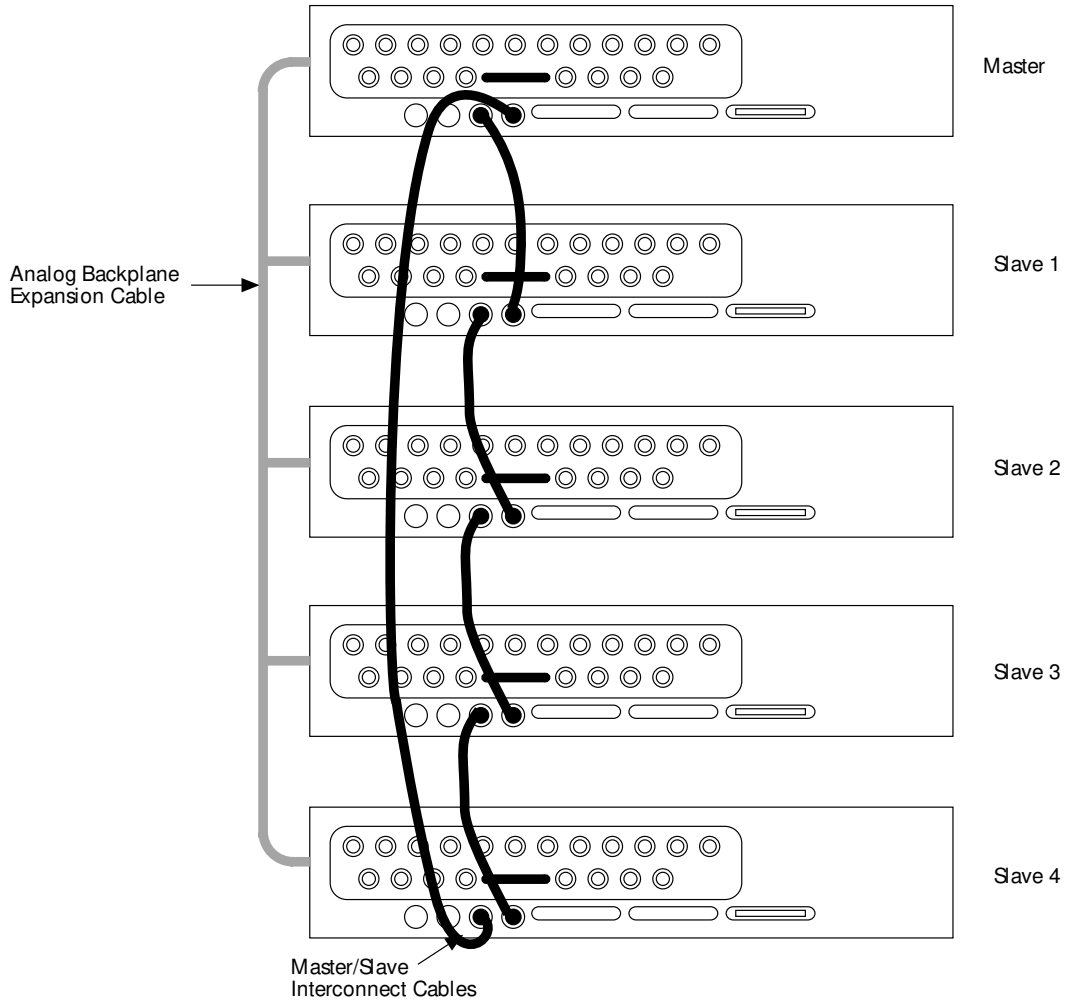 Master
Slave 1
Analog Backplane
Expansion Cable
Slave 2
Slave 3
Slave 4
Master/Slave
Interconnect Cables